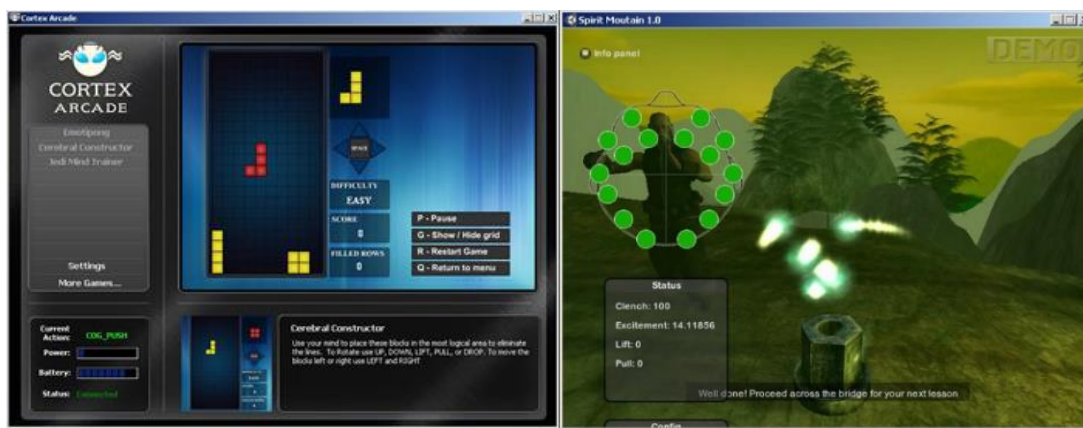 Cortex Arcade
CORTEX
ARCADE
Emotipong
Cerebral Constructor
Jedi Mind Trainer
Settings
More Games...
SPACE
DIFFICULTY
EASY
SCORE
0
FILLED ROWS
0
P - Pause
G - Show / Hide grid
R - Restart Game
Q - Return to menu
Current
Action: COG_PUSH
Power:
Battery:
Status: Connected
Cerebral Constructor
Use your mind to place these blocks in the most logical area to eliminate
the lines. To Rotate use UP, DOWN, LIFT, PULL, or DROP. To move the
blocks left or right use LEFT and RIGHT
Spirit Moutain 1.0
Info panel
DEMO
Status
Clench: 100
Excitement: 14.11856
Lift: 0
Pull: 0
Well done! Proceed across the bridge for your next lesson
Config